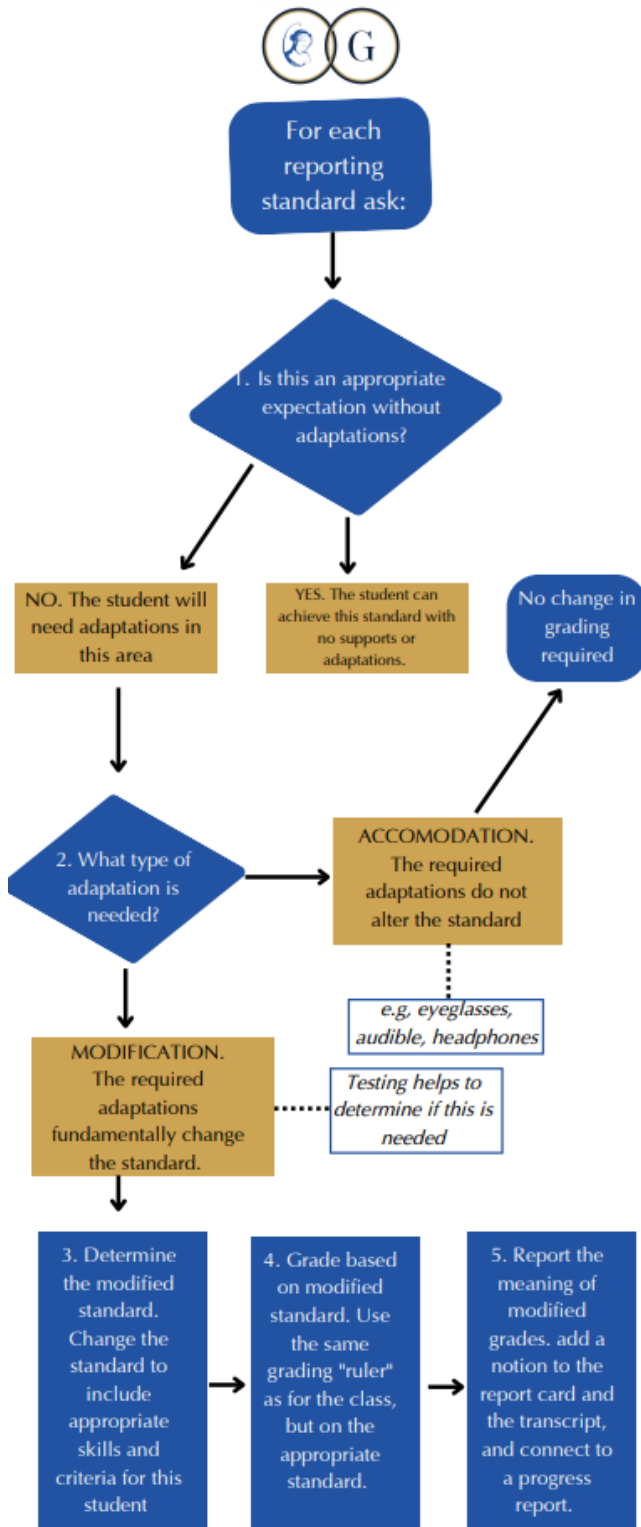 G
For each
reporting
standard ask:
1. Is this an appropriate
expectation without
adaptations?
NO. The student will
need adaptations in
this area
YES. The student can
achieve this standard with
no supports or
adaptations.
No change in
grading
required
2. What type of
adaptation is
needed?
ACCOMODATION.
The required
adaptations do not
alter the standard
e.g, eyeglasses,
audible, headphones
MODIFICATION.
The required
adaptations
fundamentally change
the standard.
Testing helps to
determine if this is
needed
3. Determine
the modified
standard.
Change the
standard to
include
appropriate
skills and
criteria for this
student
4. Grade based
on modified
standard. Use
the same
grading "ruler"
as for the class,
but on the
appropriate
standard.
5. Report the
meaning of
modified
grades. add a
notion to the
report card and
the transcript,
and connect to
a progress
report.